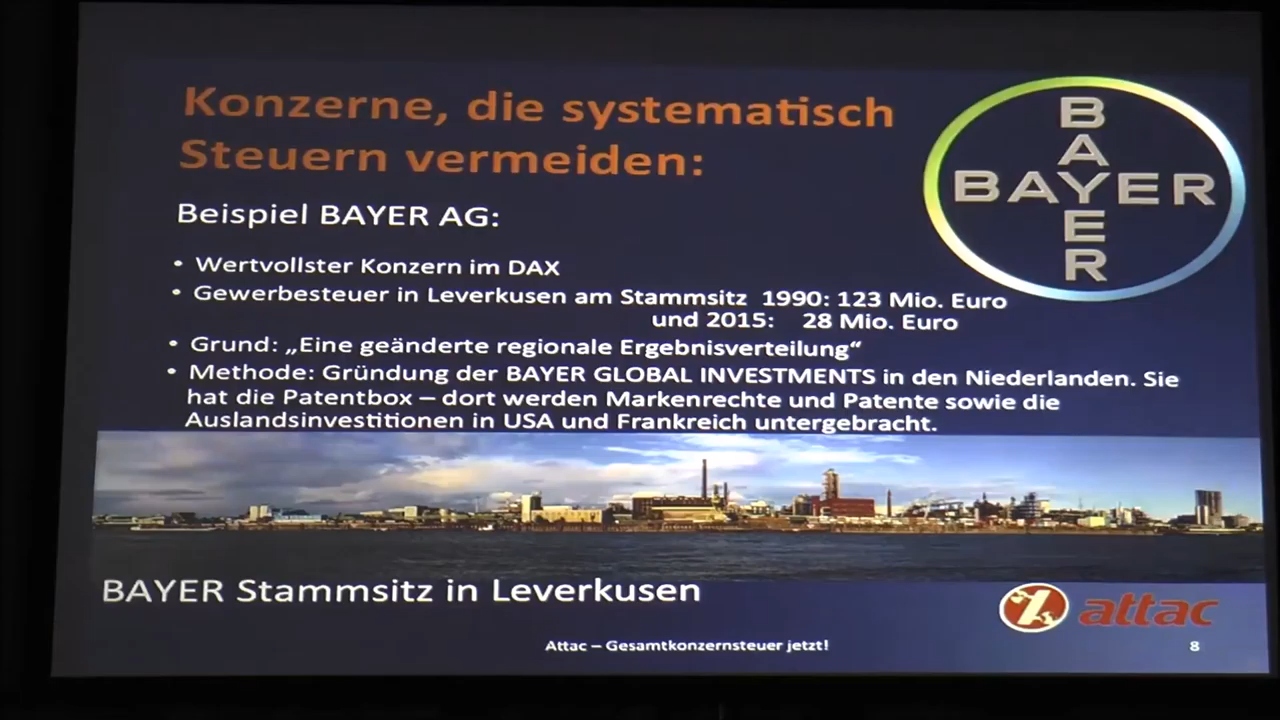 Konzerne, die systematisch
Steuern vermeiden:
BAYER
BAYER
Beispiel BAYER AG:
• Wertvollster Konzern im DAX
• Gewerbesteuer in Leverkusen am Stammsitz 1990: 123 Mio. Euro
und 2015: 28 Mio. Euro
• Grund: „Eine geänderte regionale Ergebnisverteilung“
• Methode: Gründung der BAYER GLOBAL INVESTMENTS in den Niederlanden. Sie
hat die Patentbox – dort werden Markenrechte und Patente sowie die
Auslandsinvestitionen in USA und Frankreich untergebracht.
BAYER Stammsitz in Leverkusen
attac
Attac – Gesamtkonzernsteuer jetzt!
8